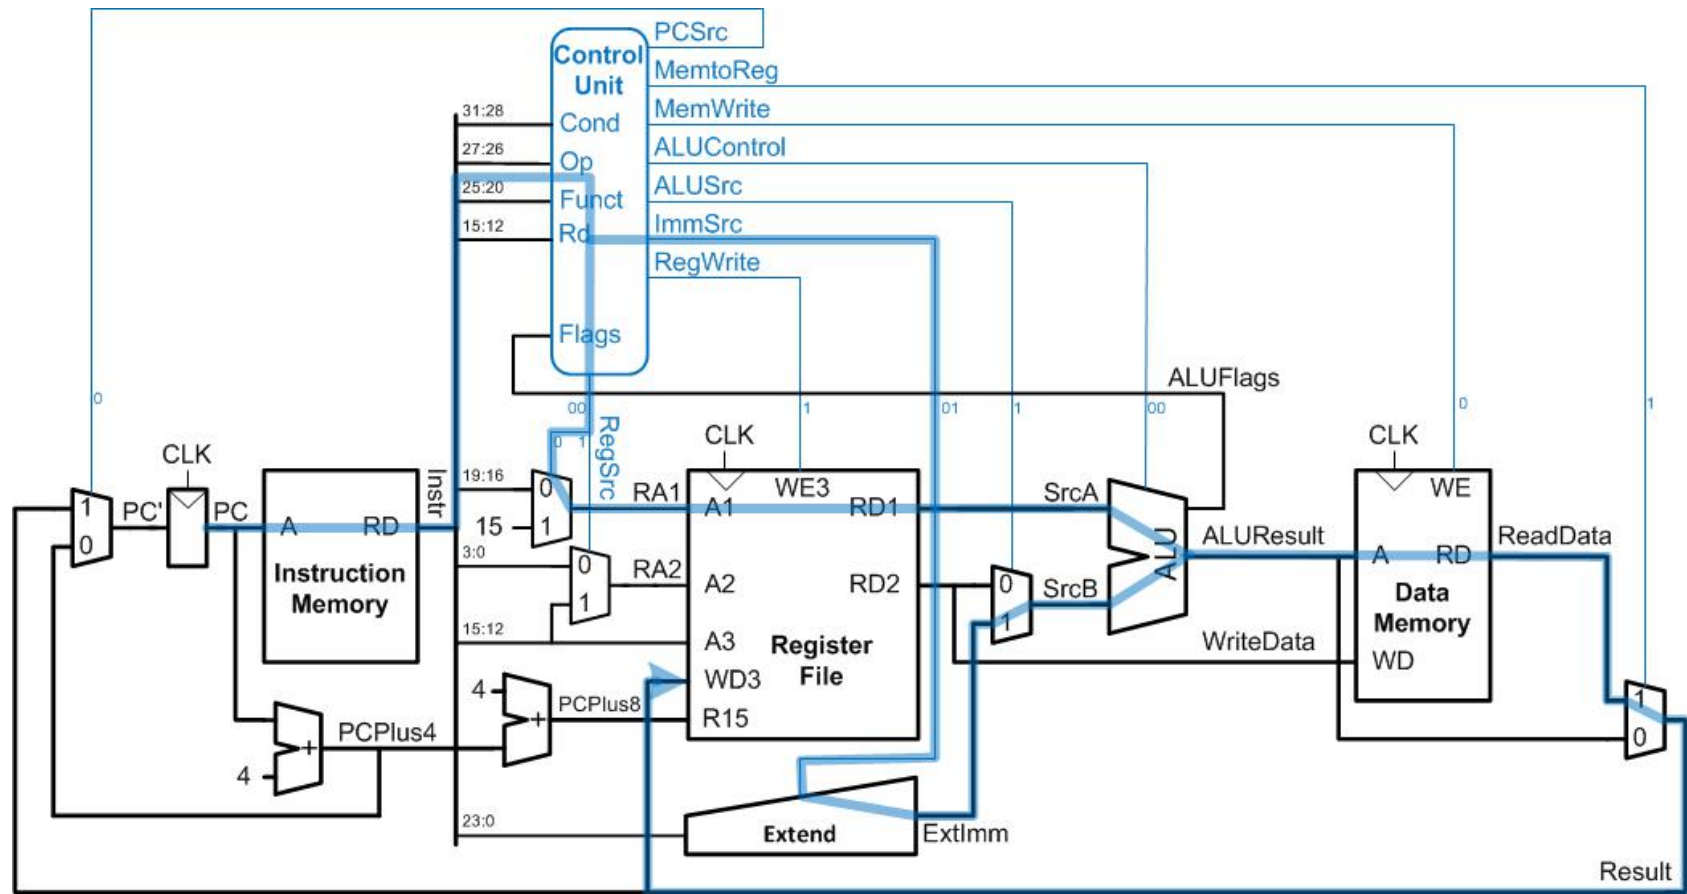 PCSrc
Control
Unit
MemtoReg
MemWrite
31:28
Cond
ALUControl
27:26
Op
ALUSrc
25:20
Funct
ImmSrc
15:12
Rd
RegWrite
Flags
ALUFlags
0
00
1
01
1
00
0
1
CLK
0 1
RegSrc
CLK
CLK
Instr
19:16
0
RA1
A1
WE3
RD1
SrcA
WE
1
PC'
PC
A
RD
15
1
ALU
ALUResult
A
RD
ReadData
0
3:0
0
RA2
A2
RD2
0
SrcB
Instruction
Memory
1
1
Data
Memory
15:12
A3
Register
File
WriteData
WD
4
WD3
+
PCPlus8
R15
1
PCPlus4
+
4
0
23:0
Extend
ExtImm
Result